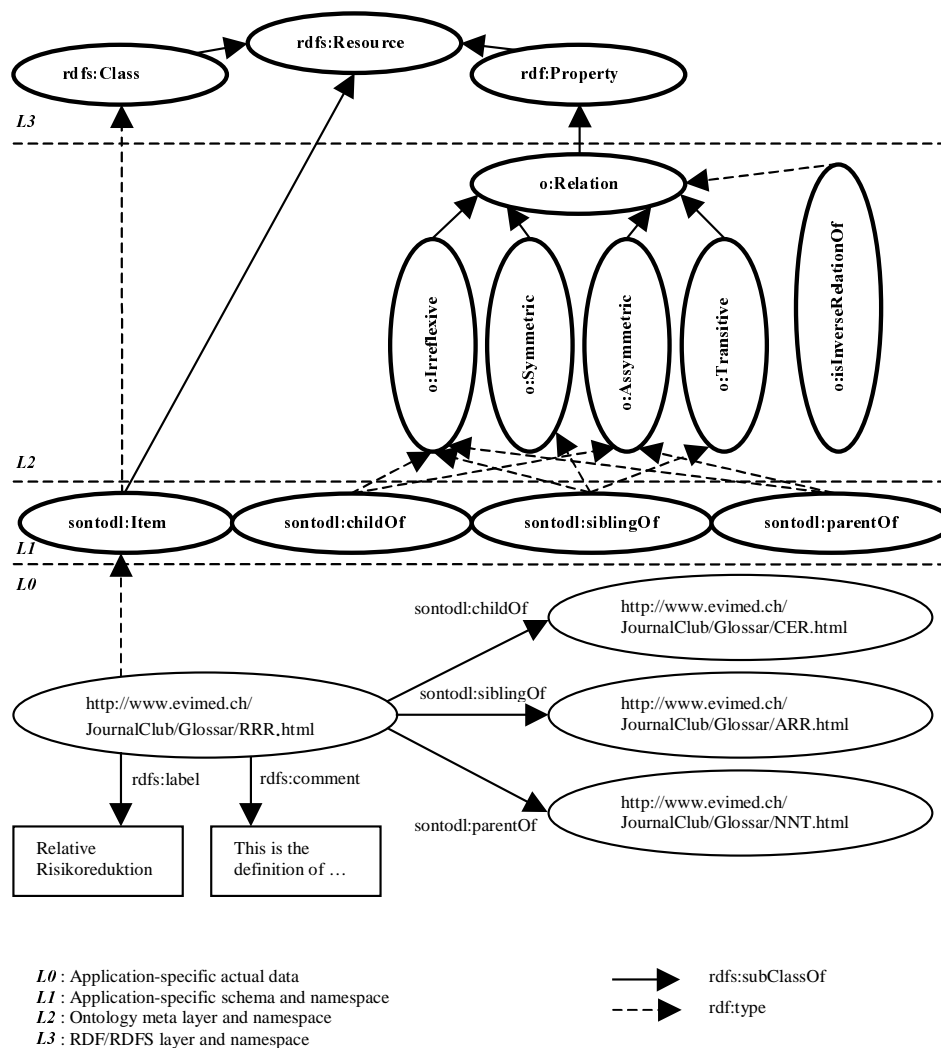 rdfs:Resource
rdfs:Class
rdf:Property
L3
o:Relation
o:Irreflexive
o:Symmetric
o:Assymmetric
o:Transitive
o:isInverseRelationOf
L2
sontodl:Item
sontodl:childOf
sontodl:siblingOf
sontodl:parentOf
L1
L0
sontodl:childOf
http://www.evimed.ch/
JournalClub/Glossar/CER.html
sontodl:siblingOf
http://www.evimed.ch/
JournalClub/Glossar/RRR.html
http://www.evimed.ch/
JournalClub/Glossar/ARR.html
rdfs:label
rdfs:comment
sontodl:parentOf
http://www.evimed.ch/
JournalClub/Glossar/NNT.html
Relative
Risikoreduktion
This is the
definition of …
L0 : Application-specific actual data
L1 : Application-specific schema and namespace
L2 : Ontology meta layer and namespace
L3 : RDF/RDFS layer and namespace
rdfs:subClassOf
rdf:type